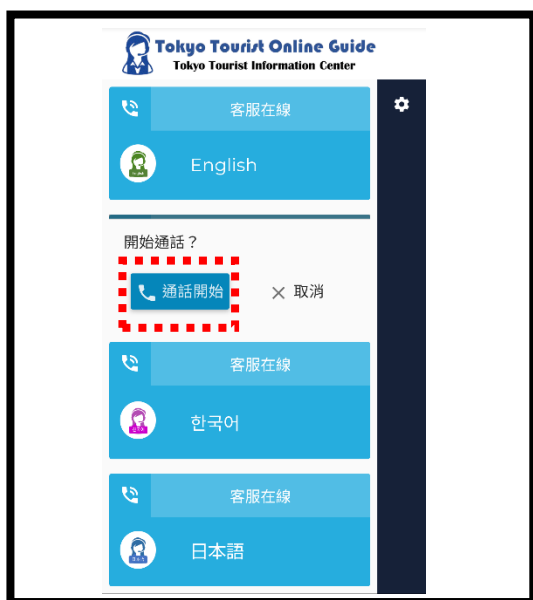 Tokyo Tourist Online Guide
Tokyo Tourist Information Center
客服在線
English
開始通話？
通話開始
取消
客服在線
한국어
客服在線
日本語